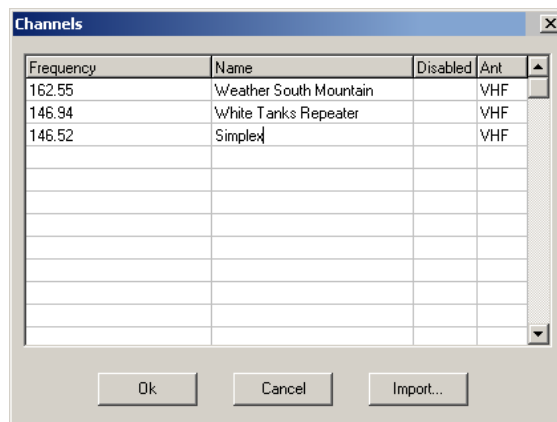 Channels
Frequency Name Disabled Ant
162.55 Weather South Mountain VHF
146.94 White Tanks Repeater VHF
146.52 Simplex VHF
Ok Cancel Import...